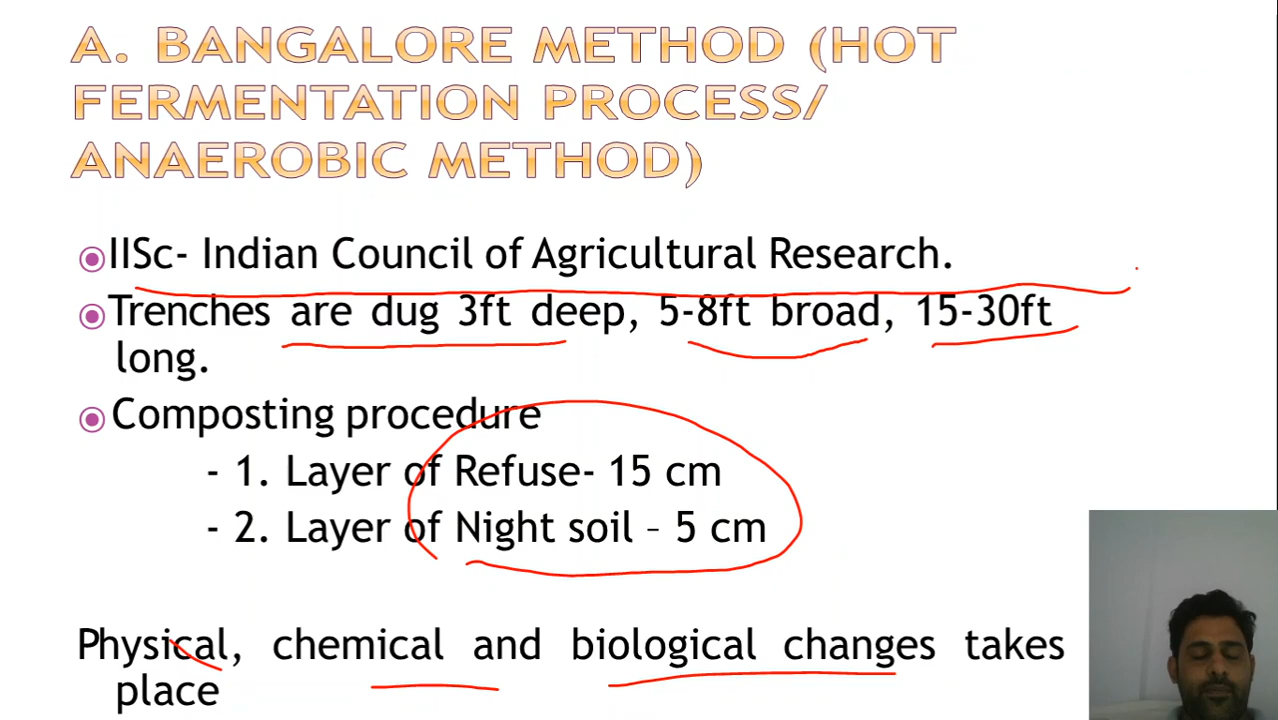 A. BANGALORE METHOD (HOT
FERMENTATION PROCESS/
ANAEROBIC METHOD)
IISc- Indian Council of Agricultural Research.
Trenches are dug 3ft deep, 5-8ft broad, 15-30ft
long.
Composting procedure
- 1. Layer of Refuse- 15 cm
- 2. Layer of Night soil – 5 cm
Physical, chemical and biological changes takes
place